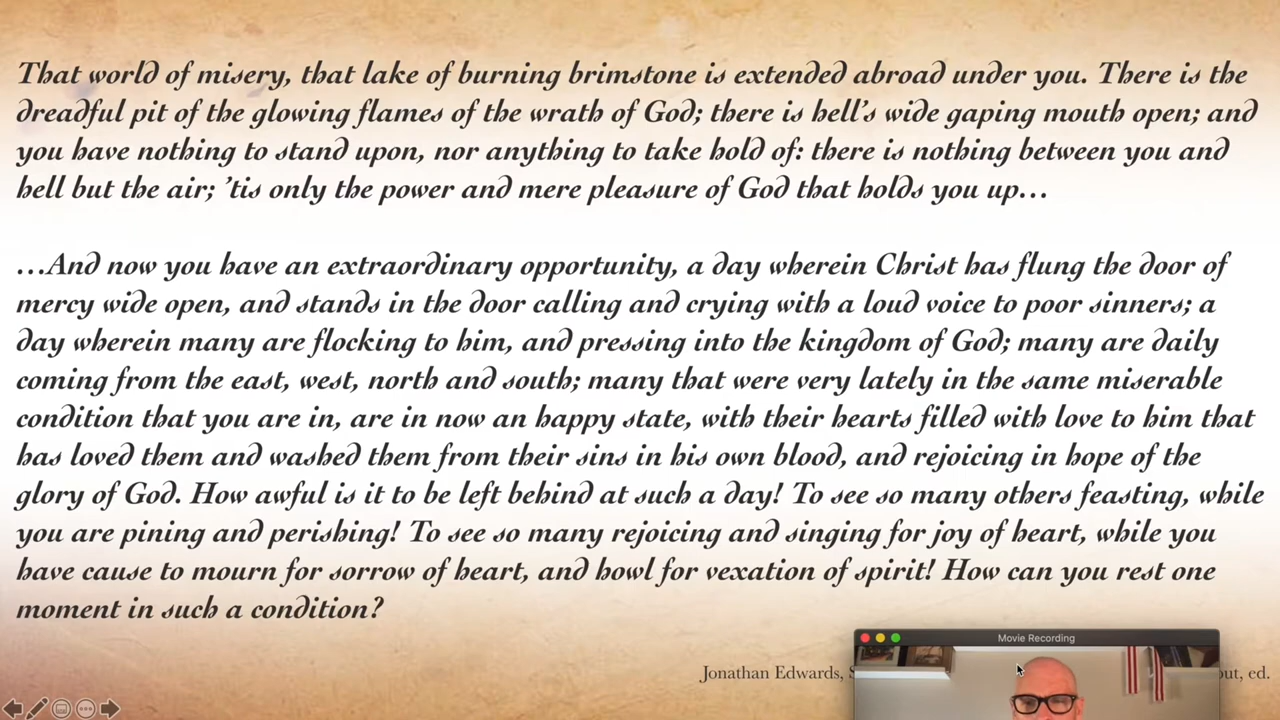 That world of misery, that lake of burning brimstone is extended abroad under you. There is the
dreadful pit of the glowing flames of the wrath of God; there is hell's wide gaping mouth open; and
you have nothing to stand upon, nor anything to take hold of: there is nothing between you and
hell but the air; 'tis only the power and mere pleasure of God that holds you up…
…And now you have an extraordinary opportunity, a day wherein Christ has flung the door of
mercy wide open, and stands in the door calling and crying with a loud voice to poor sinners; a
day wherein many are flocking to him, and pressing into the kingdom of God; many are daily
coming from the east, west, north and south; many that were very lately in the same miserable
condition that you are in, are in now an happy state, with their hearts filled with love to him that
has loved them and washed them from their sins in his own blood, and rejoicing in hope of the
glory of God. How awful is it to be left behind at such a day! To see so many others feasting, while
you are pining and perishing! To see so many rejoicing and singing for joy of heart, while you
have cause to mourn for sorrow of heart, and howl for vexation of spirit! How can you rest one
moment in such a condition?
Movie Recording
Jonathan Edwards, ed.